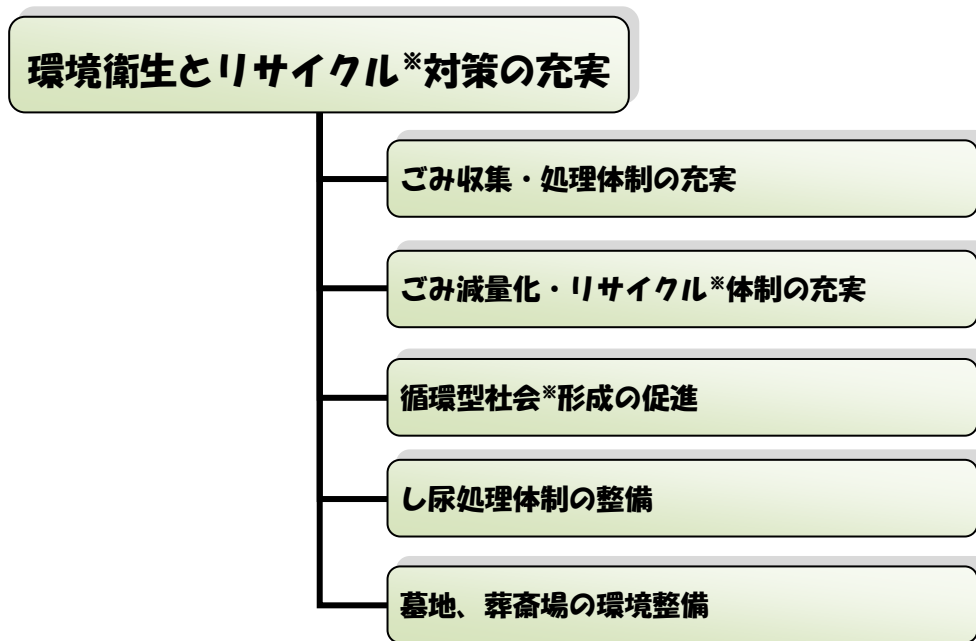 環境衛生とリサイクル※対策の充実
ごみ収集・処理体制の充実
ごみ減量化・リサイクル※体制の充実
循環型社会※形成の促進
し尿処理体制の整備
墓地、葬斎場の環境整備